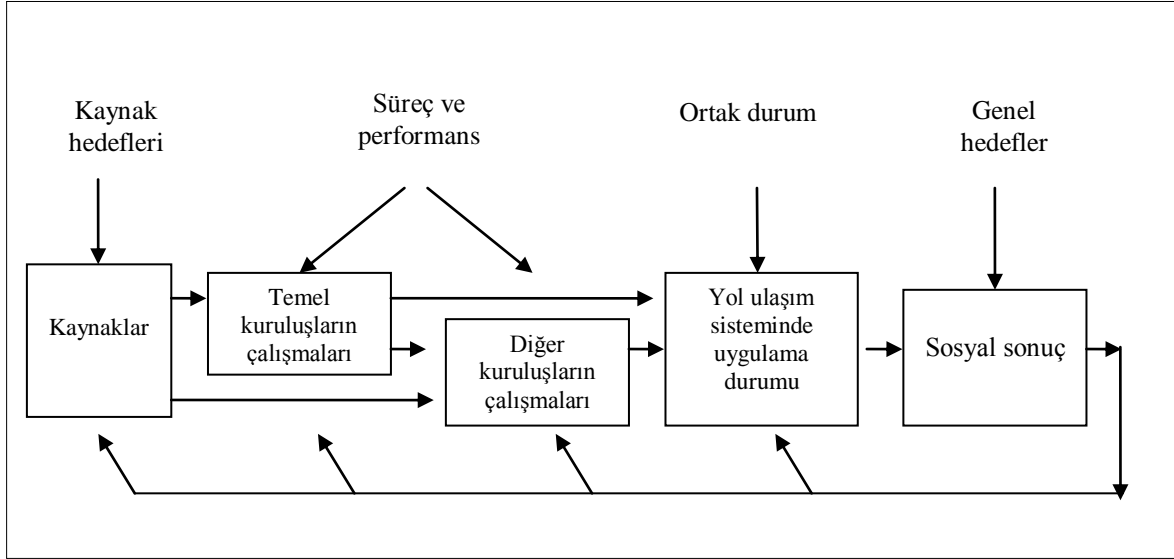 Kaynak
hedefleri
Süreç ve
performans
Ortak durum
Genel
hedefler
Kaynaklar
Temel
kuruluşların
çalışmaları
Diğer
kuruluşların
çalışmaları
Yol ulaşım
sisteminde
uygulama
durumu
Sosyal sonuç